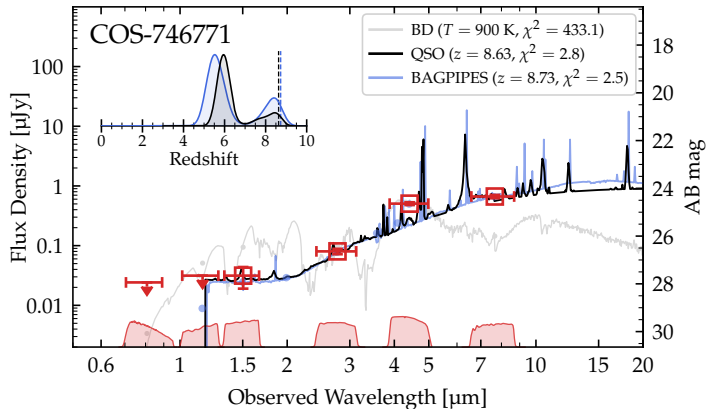 COS-746771
BD (T = 900 K, χ² = 433.1)
QSO (z = 8.63, χ² = 2.8)
BAGPIPES (z = 8.73, χ² = 2.5)
0 2 4 6 8 10
Redshift
100
10
1
0.1
0.01
Flux Density [μJy]
18
20
22
24
26
28
30
AB mag
0.6 1 1.5 2 3 4 5 6 7 8 10 15 20
Observed Wavelength [μm]